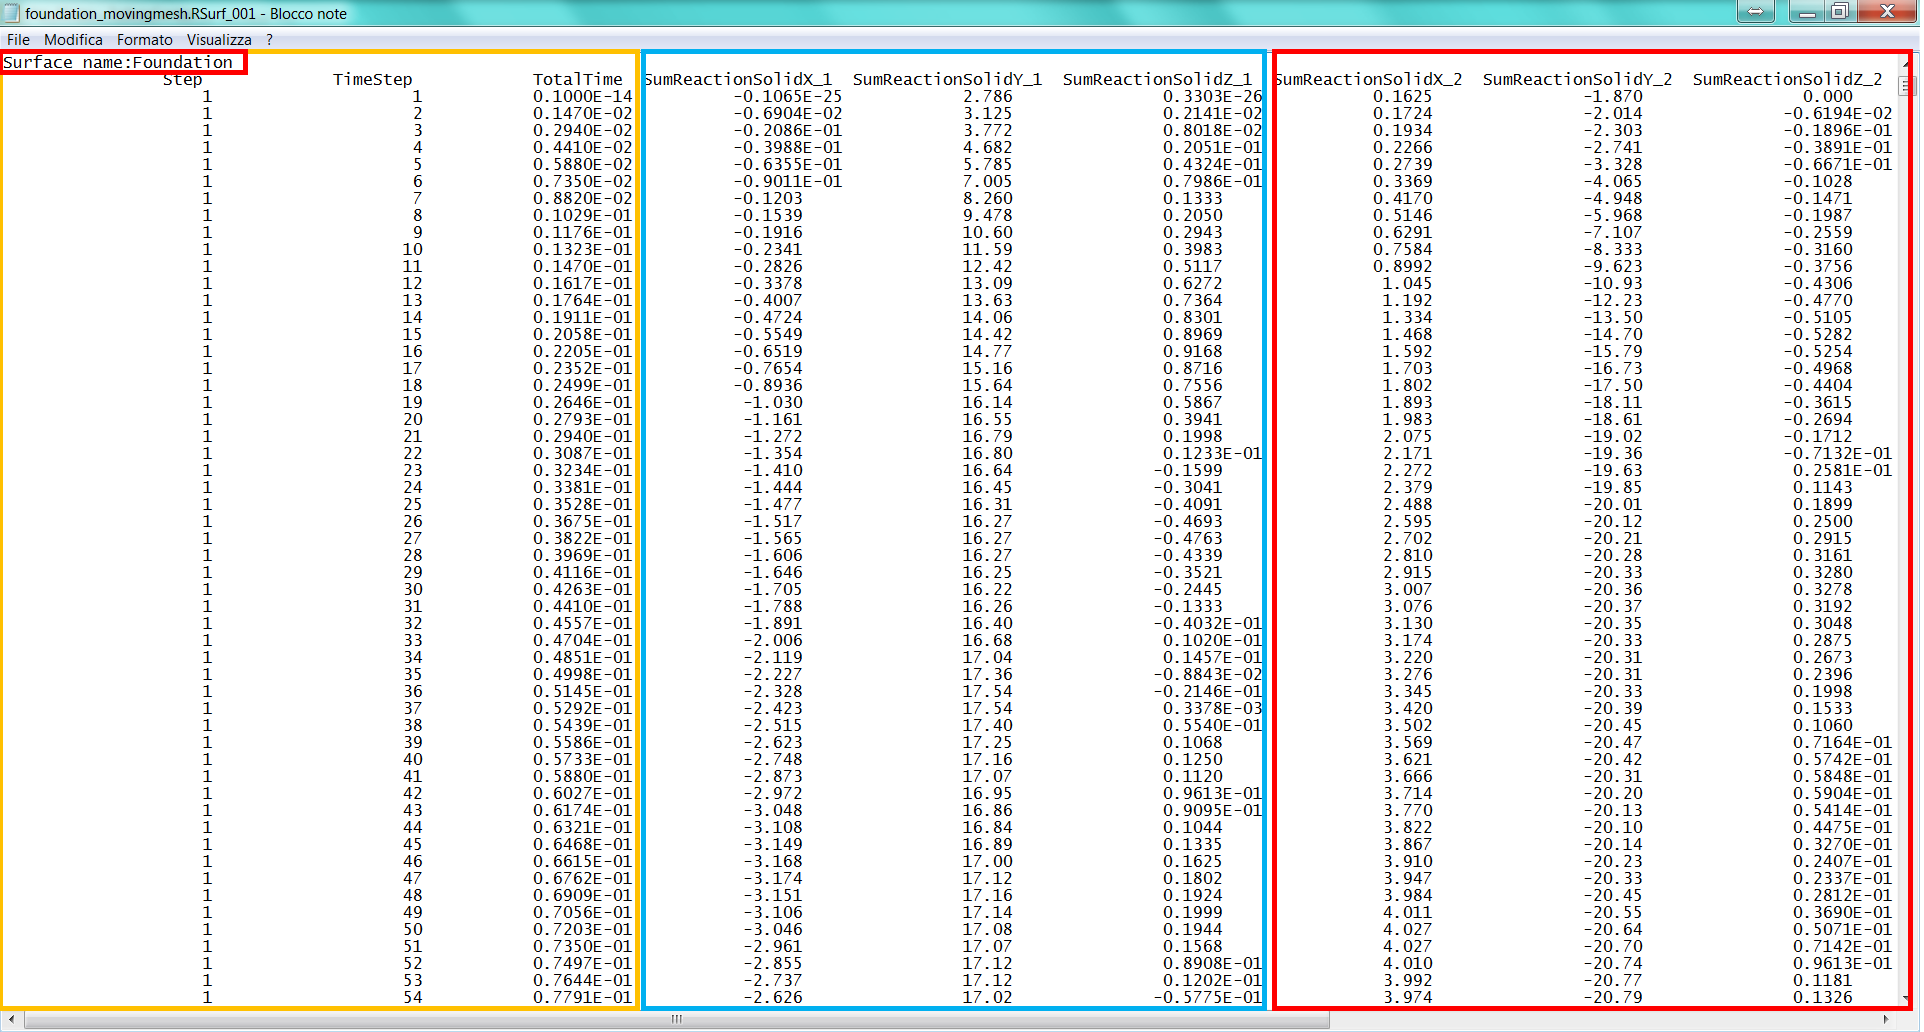 foundation_movingmesh.RSurf_001 - Blocco note
File Modifica Formato Visualizza ?
Surface name:Foundation
Step TimeStep TotalTime SumReactionSolidX_1 SumReactionSolidY_1 SumReactionSolidZ_1 SumReactionSolidX_2 SumReactionSolidY_2 SumReactionSolidZ_2
1 1 0.1000E-14 -0.1065E-25 2.786 0.3303E-26 0.1625 -1.870 0.000
1 2 0.1470E-02 -0.6904E-02 3.125 0.2141E-02 0.1724 -2.014 -0.6194E-02
1 3 0.2940E-02 -0.2086E-01 3.772 0.8018E-02 0.1934 -2.303 -0.1896E-01
1 4 0.4410E-02 -0.3988E-01 4.682 0.2051E-01 0.2266 -2.741 -0.3891E-01
1 5 0.5880E-02 -0.6355E-01 5.785 0.4324E-01 0.2739 -3.328 -0.6671E-01
1 6 0.7350E-02 -0.9011E-01 7.005 0.7986E-01 0.3369 -4.065 -0.1028
1 7 0.8820E-02 -0.1203 8.260 0.1333 0.4170 -4.948 -0.1471
1 8 0.1029E-01 -0.1539 9.478 0.2050 0.5146 -5.968 -0.1987
1 9 0.1176E-01 -0.1916 10.60 0.2943 0.6291 -7.107 -0.2559
1 10 0.1323E-01 -0.2341 11.59 0.3983 0.7584 -8.333 -0.3160
1 11 0.1470E-01 -0.2826 12.42 0.5117 0.8992 -9.623 -0.3756
1 12 0.1617E-01 -0.3378 13.09 0.6272 1.045 -10.93 -0.4306
1 13 0.1764E-01 -0.4007 13.63 0.7364 1.192 -12.23 -0.4770
1 14 0.1911E-01 -0.4724 14.06 0.8301 1.334 -13.50 -0.5105
1 15 0.2058E-01 -0.5549 14.42 0.8969 1.468 -14.70 -0.5282
1 16 0.2205E-01 -0.6519 14.77 0.9168 1.592 -15.79 -0.5254
1 17 0.2352E-01 -0.7654 15.16 0.8716 1.703 -16.73 -0.4968
1 18 0.2499E-01 -0.8936 15.64 0.7556 1.802 -17.50 -0.4404
1 19 0.2646E-01 -1.030 16.14 0.5867 1.893 -18.11 -0.3615
1 20 0.2793E-01 -1.161 16.55 0.3941 1.983 -18.61 -0.2694
1 21 0.2940E-01 -1.272 16.79 0.1998 2.075 -19.02 -0.1712
1 22 0.3087E-01 -1.354 16.80 0.1233E-01 2.171 -19.36 -0.7132E-01
1 23 0.3234E-01 -1.410 16.64 -0.1599 2.272 -19.63 0.2581E-01
1 24 0.3381E-01 -1.444 16.45 -0.3041 2.379 -19.85 0.1143
1 25 0.3528E-01 -1.477 16.31 -0.4091 2.488 -20.01 0.1899
1 26 0.3675E-01 -1.517 16.27 -0.4693 2.595 -20.12 0.2500
1 27 0.3822E-01 -1.565 16.27 -0.4763 2.702 -20.21 0.2915
1 28 0.3969E-01 -1.606 16.27 -0.4339 2.810 -20.28 0.3161
1 29 0.4116E-01 -1.646 16.25 -0.3521 2.915 -20.33 0.3280
1 30 0.4263E-01 -1.705 16.22 -0.2445 3.007 -20.36 0.3278
1 31 0.4410E-01 -1.788 16.26 -0.1333 3.076 -20.37 0.3192
1 32 0.4557E-01 -1.891 16.40 -0.4032E-01 3.130 -20.35 0.3048
1 33 0.4704E-01 -2.006 16.68 0.1020E-01 3.174 -20.33 0.2875
1 34 0.4851E-01 -2.119 17.04 0.1457E-01 3.220 -20.31 0.2673
1 35 0.4998E-01 -2.227 17.36 -0.8843E-02 3.276 -20.31 0.2396
1 36 0.5145E-01 -2.328 17.54 -0.2146E-01 3.345 -20.33 0.1998
1 37 0.5292E-01 -2.423 17.54 0.3378E-03 3.420 -20.39 0.1533
1 38 0.5439E-01 -2.515 17.40 0.5540E-01 3.502 -20.45 0.1060
1 39 0.5586E-01 -2.623 17.25 0.1068 3.569 -20.47 0.7164E-01
1 40 0.5733E-01 -2.748 17.16 0.1250 3.621 -20.42 0.5742E-01
1 41 0.5880E-01 -2.873 17.07 0.1120 3.666 -20.31 0.5848E-01
1 42 0.6027E-01 -2.972 16.95 0.9613E-01 3.714 -20.20 0.5904E-01
1 43 0.6174E-01 -3.048 16.86 0.9095E-01 3.770 -20.13 0.5414E-01
1 44 0.6321E-01 -3.108 16.84 0.1044 3.822 -20.10 0.4475E-01
1 45 0.6468E-01 -3.149 16.89 0.1335 3.867 -20.14 0.3270E-01
1 46 0.6615E-01 -3.168 17.00 0.1625 3.910 -20.23 0.2407E-01
1 47 0.6762E-01 -3.174 17.12 0.1802 3.947 -20.33 0.2337E-01
1 48 0.6909E-01 -3.151 17.16 0.1924 3.984 -20.45 0.2812E-01
1 49 0.7056E-01 -3.106 17.14 0.1999 4.011 -20.55 0.3690E-01
1 50 0.7203E-01 -3.046 17.08 0.1944 4.027 -20.64 0.5071E-01
1 51 0.7350E-01 -2.961 17.07 0.1568 4.027 -20.70 0.7142E-01
1 52 0.7497E-01 -2.855 17.12 0.8908E-01 4.010 -20.74 0.9613E-01
1 53 0.7644E-01 -2.737 17.12 0.1202E-01 3.992 -20.77 0.1181
1 54 0.7791E-01 -2.626 17.02 -0.5775E-01 3.974 -20.79 0.1326